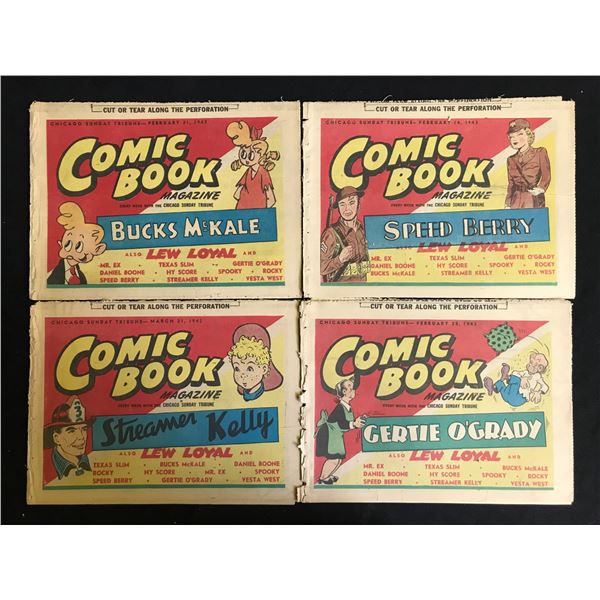 CUT OR TEAR ALONG THE PERFORATION
CHICAGO SUNDAY TRIBUNE—FEBRUARY 21, 1943
COMIC
BOOK
MAGAZINE
EVERY WEEK WITH THE CHICAGO SUNDAY TRIBUNE
BUCKS McKALE
ALSO LEW LOYAL AND
MR. EX • TEXAS SLIM • GERTIE O'GRADY
DANIEL BOONE • HY SCORE • SPOOKY • ROCKY
SPEED BERRY • STREAMER KELLY • VESTA WEST
CUT OR TEAR ALONG THE PERFORATION
CHICAGO SUNDAY TRIBUNE—FEBRUARY 14, 1943
COMIC
BOOK
MAGAZINE
EVERY WEEK WITH THE CHICAGO SUNDAY TRIBUNE
SPEED BERRY
ALSO LEW LOYAL AND
MR. EX • TEXAS SLIM • GERTIE O'GRADY
DANIEL BOONE • HY SCORE • SPOOKY • ROCKY
BUCKS McKALE • STREAMER KELLY • VESTA WEST
CUT OR TEAR ALONG THE PERFORATION
CHICAGO SUNDAY TRIBUNE—MARCH 21, 1943
COMIC
BOOK
MAGAZINE
EVERY WEEK WITH THE CHICAGO SUNDAY TRIBUNE
3
Streamer Kelly
ALSO LEW LOYAL AND
TEXAS SLIM • BUCKS McKALE • DANIEL BOONE
ROCKY • HY SCORE • MR. EX • SPOOKY
SPEED BERRY • GERTIE O'GRADY • VESTA WEST
CUT OR TEAR ALONG THE PERFORATION
CHICAGO SUNDAY TRIBUNE—FEBRUARY 28, 1943
COMIC
BOOK
MAGAZINE
EVERY WEEK WITH THE CHICAGO SUNDAY TRIBUNE
GERTIE O'GRADY
ALSO LEW LOYAL AND
MR. EX • TEXAS SLIM • BUCKS McKALE
DANIEL BOONE • HY SCORE • SPOOKY • ROCKY
SPEED BERRY • STREAMER KELLY • VESTA WEST